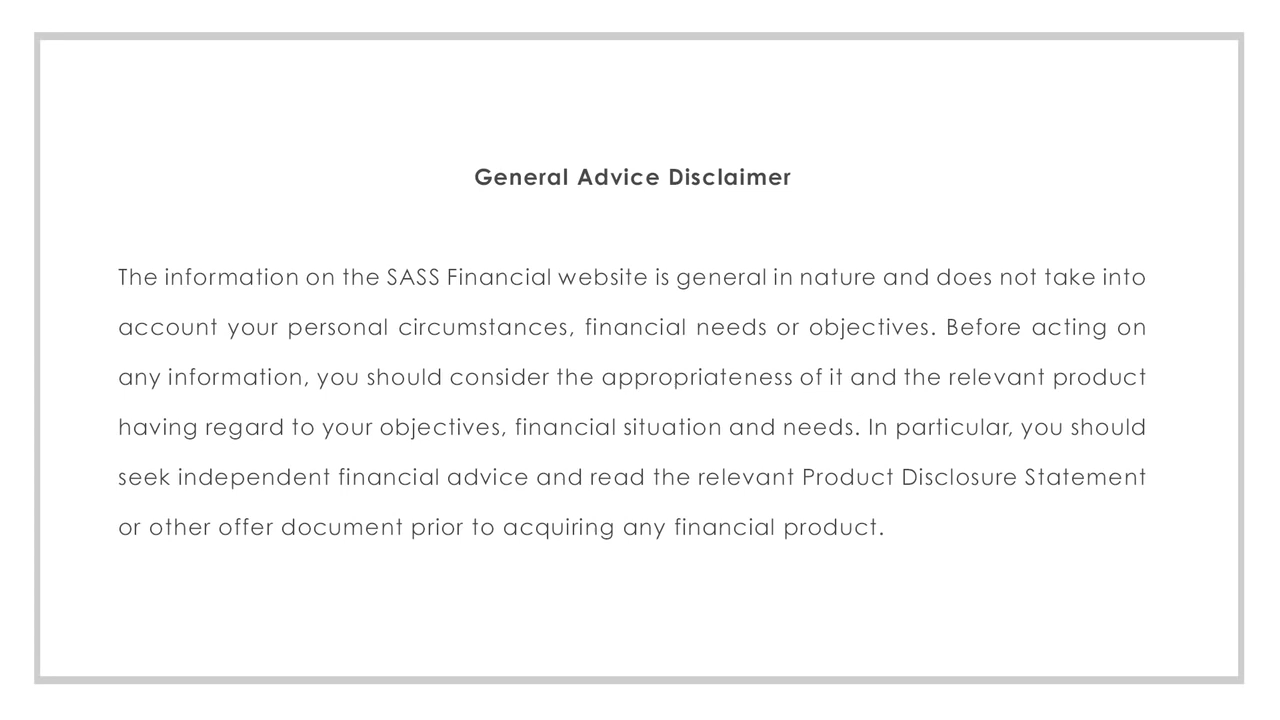 General Advice Disclaimer
The information on the SASS Financial website is general in nature and does not take into
account your personal circumstances, financial needs or objectives. Before acting on
any information, you should consider the appropriateness of it and the relevant product
having regard to your objectives, financial situation and needs. In particular, you should
seek independent financial advice and read the relevant Product Disclosure Statement
or other offer document prior to acquiring any financial product.